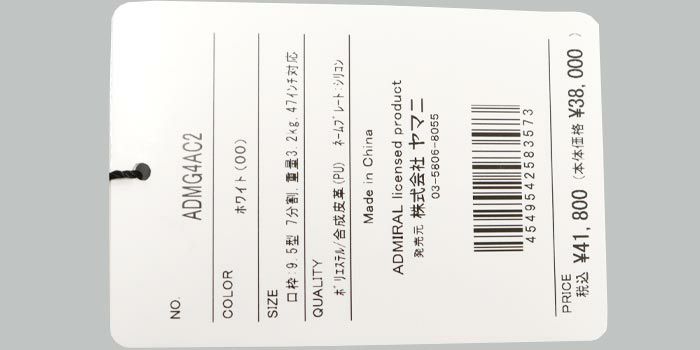 NO.
ADMG4AC2
COLOR
ホワイト(00)
SIZE
口枠:9.5型 7分割,重量3.2kg,47インチ対応
QUALITY
ポリエステル/合成皮革(PU) ネームプレート:シリコン
Made in China
ADMIRAL licensed product
発売元 株式会社 ヤマニ
03-5806-8055
4549542583573
PRICE
税込 ¥41,800 (本体価格 ¥38,000)